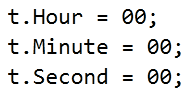 t.Hour = 00;
t.Minute = 00;
t.Second = 00;